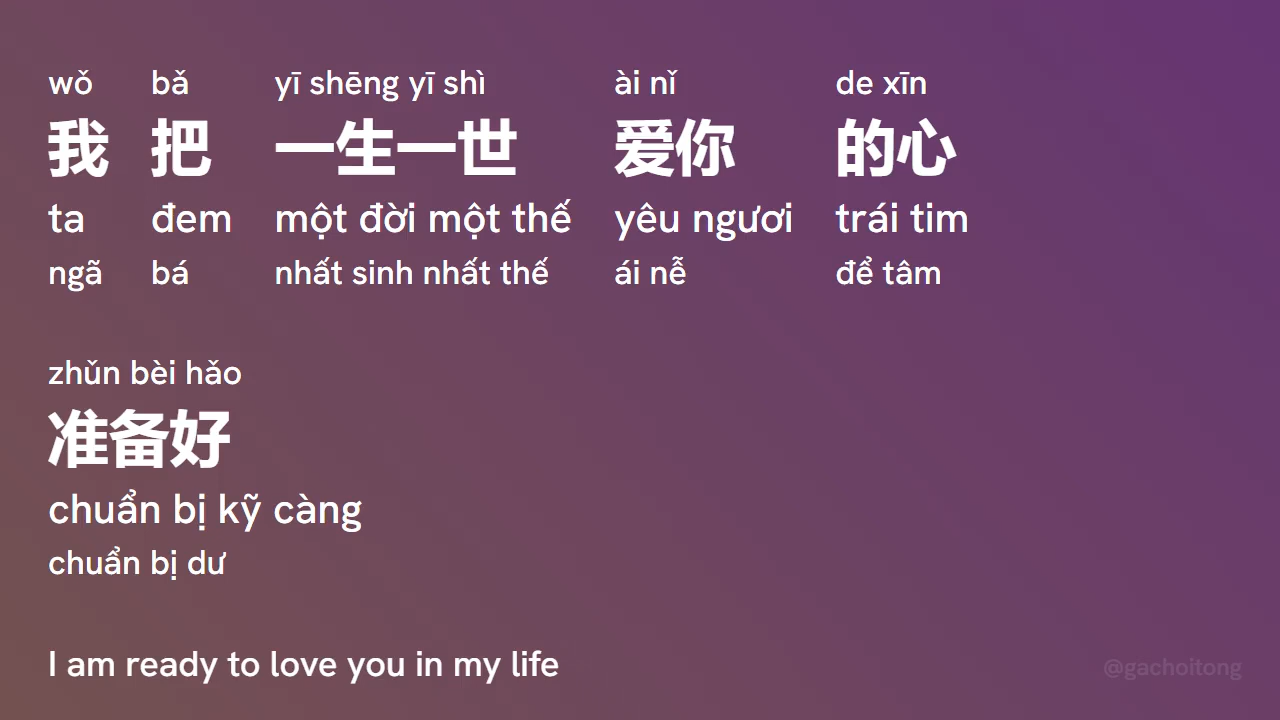 wǒ bǎ yī shēng yī shì ài nǐ de xīn
我 把 一生一世 爱你 的心
ta đem một đời một thế yêu ngươi trái tim
ngã bá nhất sinh nhất thế ái nễ để tâm
zhǔn bèi hǎo
准备好
chuẩn bị kỹ càng
chuẩn bị dư
I am ready to love you in my life
@gachoitong